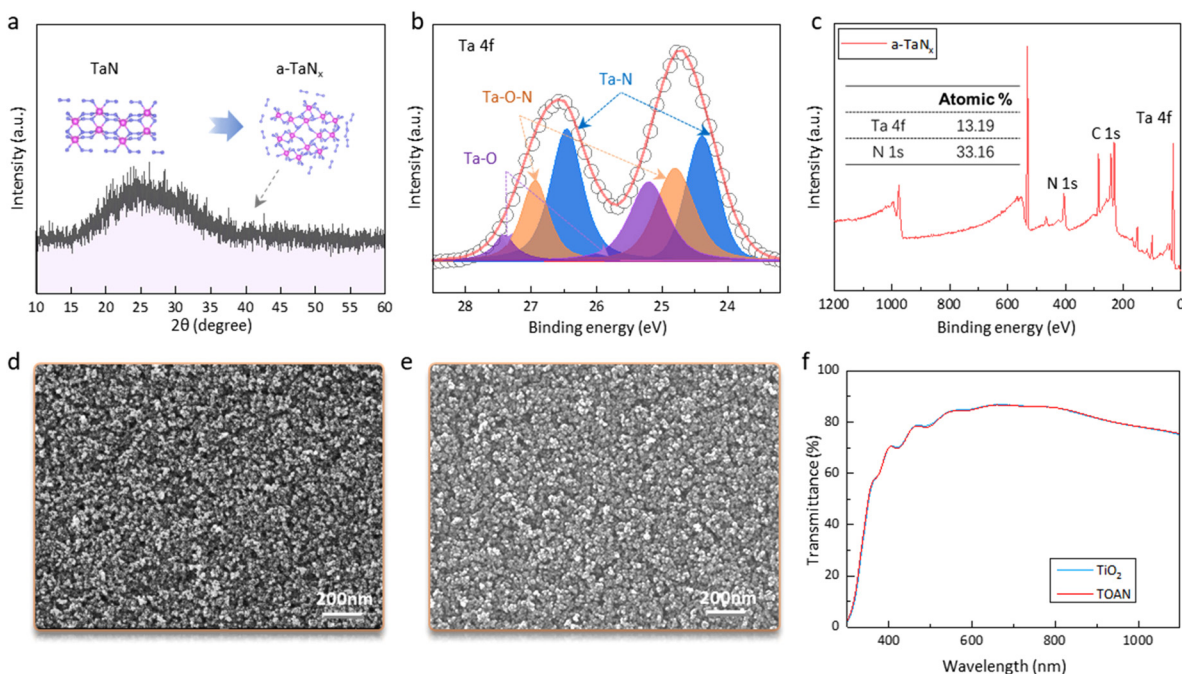 a
TaN
a-TaNₓ
Intensity (a.u.)
10 15 20 25 30 35 40 45 50 55 60
2θ (degree)
b
Ta 4f
Ta-N
Ta-O-N
Ta-O
Intensity (a.u.)
28 27 26 25 24
Binding energy (eV)
c
a-TaNₓ
Atomic %
Ta 4f 13.19
N 1s 33.16
Ta 4f
C 1s
N 1s
Intensity (a.u.)
1200 1000 800 600 400 200 0
Binding energy (eV)
d
200nm
e
200nm
f
100
80
60
40
20
0
Transmittance (%)
TiO₂
TOAN
400 600 800 1000
Wavelength (nm)